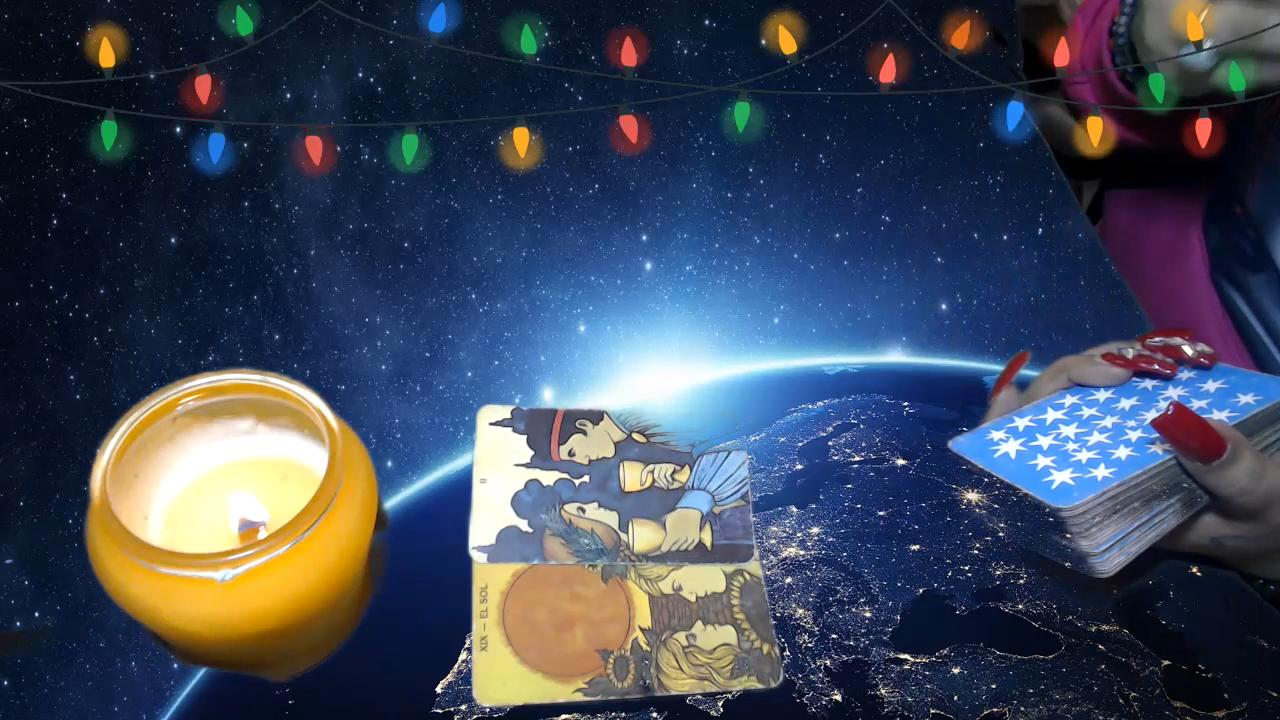 II
XIX — EL SOL